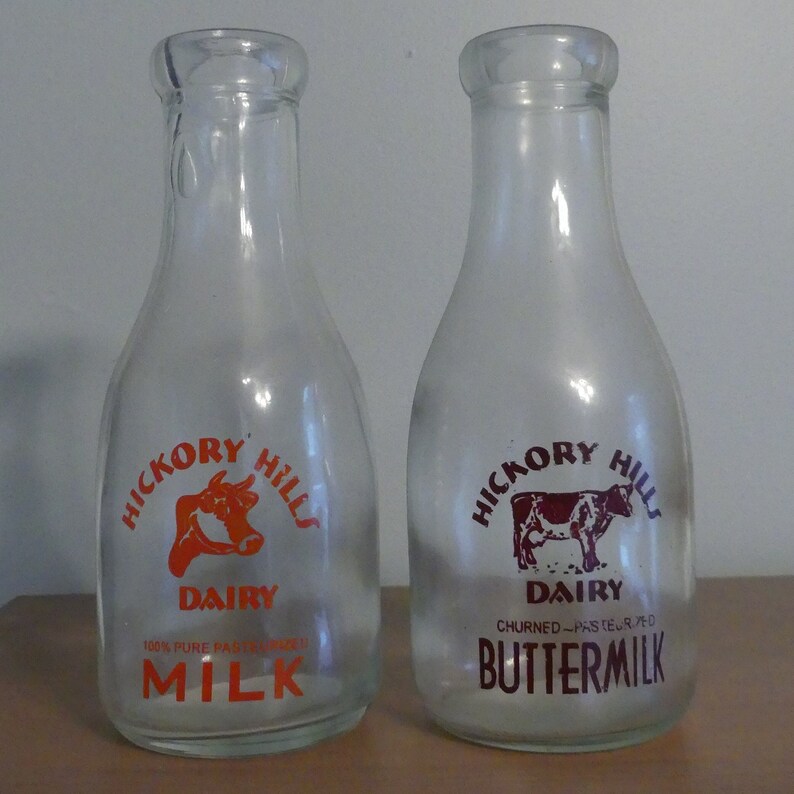 HICKORY HILLS
DAIRY
100% PURE PASTEURIZED
MILK
HICKORY HILLS
DAIRY
CHURNED~PASTEURIZED
BUTTERMILK